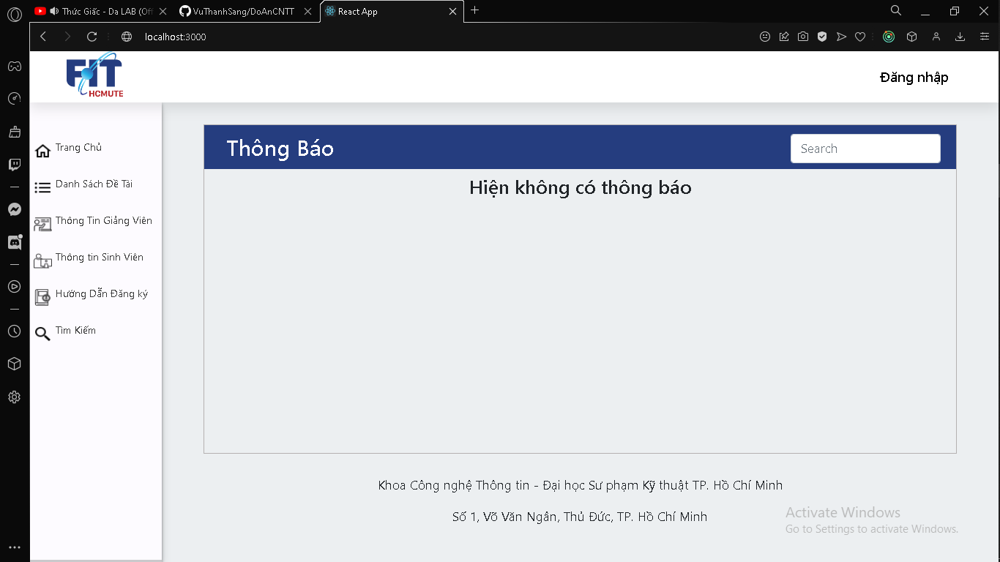 Thức Giấc - Da LAB (Off
VuThanhSang/DoAnCNTT
React App
localhost:3000
FIT
HCMUTE
Đăng nhập
Trang Chủ
Danh Sách Đề Tài
Thông Tin Giảng Viên
Thông tin Sinh Viên
Hướng Dẫn Đăng ký
Tìm Kiếm
Thông Báo
Search
Hiện không có thông báo
Khoa Công nghệ Thông tin - Đại học Sư phạm Kỹ thuật TP. Hồ Chí Minh
Số 1, Võ Văn Ngân, Thủ Đức, TP. Hồ Chí Minh
Activate Windows
Go to Settings to activate Windows.